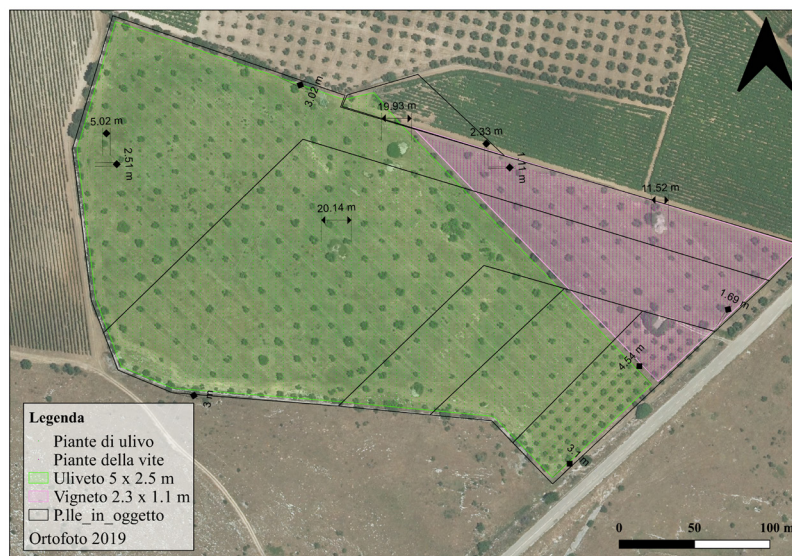 3.02 m
19.93 m
5.02 m
2.51 m
2.33 m
1.11 m
11.52 m
20.14 m
1.69 m
4.54 m
3 m
3.1 m
Legenda
Piante di ulivo
Piante della vite
Uliveto 5 x 2.5 m
Vigneto 2.3 x 1.1 m
P.lle_in_oggetto
Ortofoto 2019
0 50 100 m